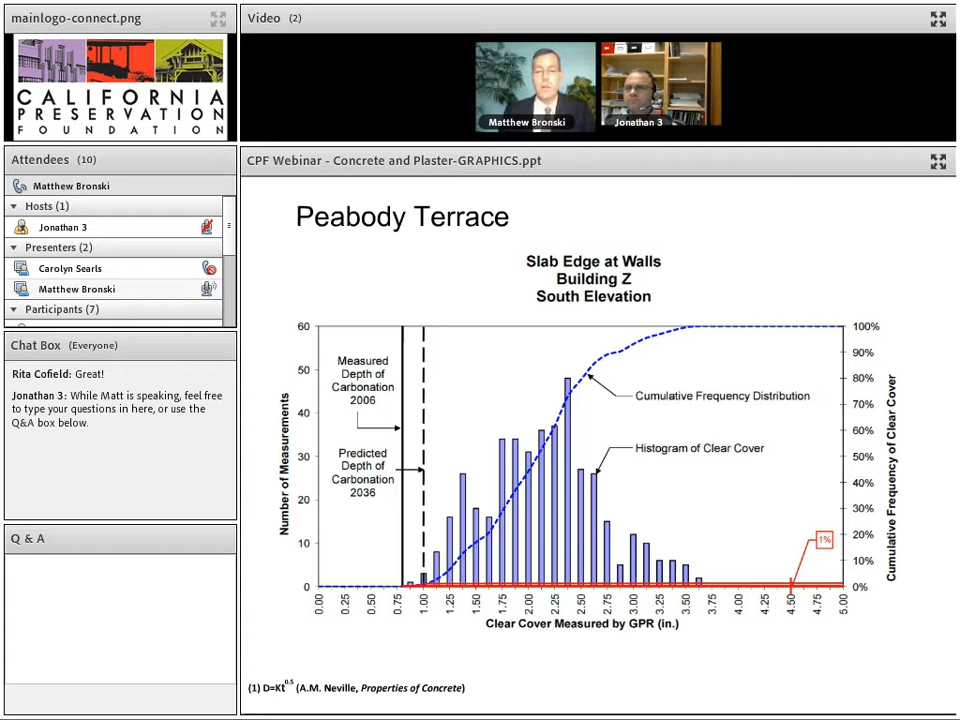 mainlogo-connect.png
CALIFORNIA
PRESERVATION
FOUNDATION
Video (2)
Matthew Bronski
Jonathan 3
Attendees (10)
Matthew Bronski
Hosts (1)
Jonathan 3
Presenters (2)
Carolyn Searls
Matthew Bronski
Participants (7)
Chat Box (Everyone)
Rita Cofield: Great!
Jonathan 3: While Matt is speaking, feel free
to type your questions in here, or use the
Q&A box below.
Q & A
CPF Webinar - Concrete and Plaster-GRAPHICS.ppt
Peabody Terrace
Slab Edge at Walls
Building Z
South Elevation
Number of Measurements
60
50
40
30
20
10
0
Measured
Depth of
Carbonation
2006
Predicted
Depth of
Carbonation
2036
Cumulative Frequency Distribution
Histogram of Clear Cover
1%
100%
90%
80%
70%
60%
50%
40%
30%
20%
10%
0%
Cumulative Frequency of Clear Cover
0.00 0.25 0.50 0.75 1.00 1.25 1.50 1.75 2.00 2.25 2.50 2.75 3.00 3.25 3.50 3.75 4.00 4.25 4.50 4.75 5.00
Clear Cover Measured by GPR (in.)
(1) D=Kt^0.5 (A.M. Neville, Properties of Concrete)